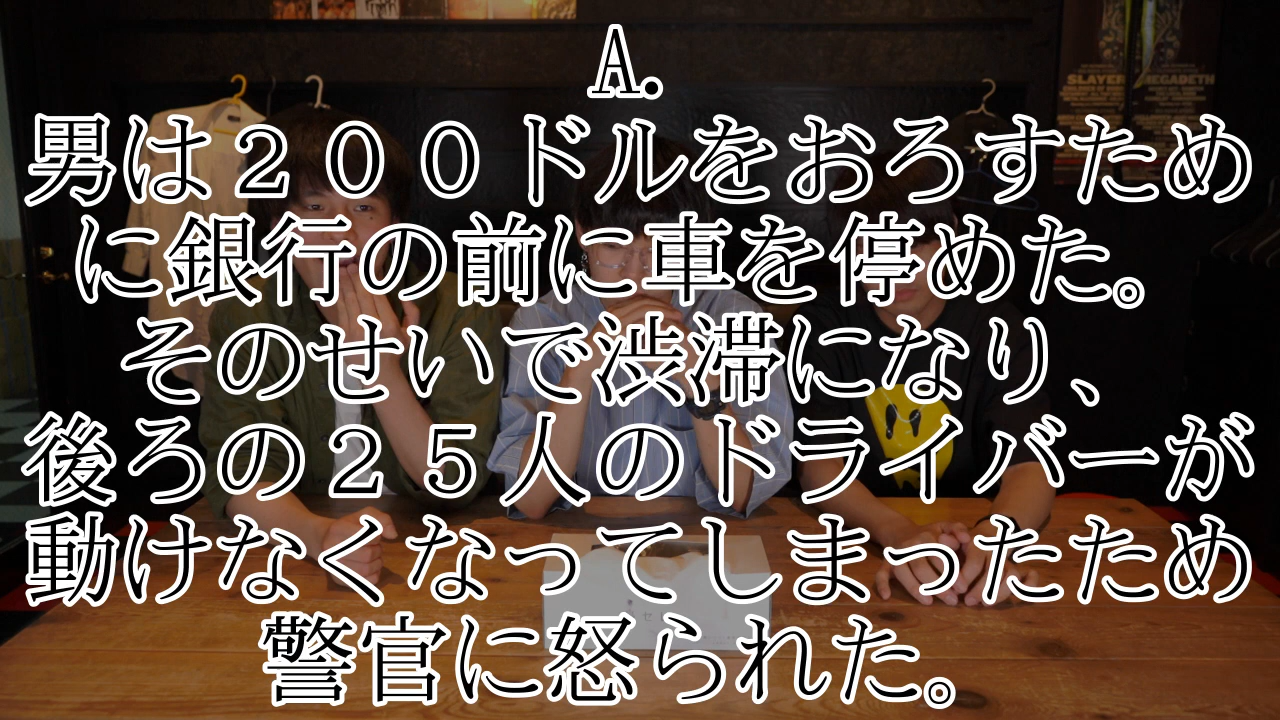 A.
男は２００ドルをおろすため
に銀行の前に車を停めた。
そのせいで渋滞になり、
後ろの２５人のドライバーが
動けなくなってしまったため
警官に怒られた。
SLAYER MEGADETH